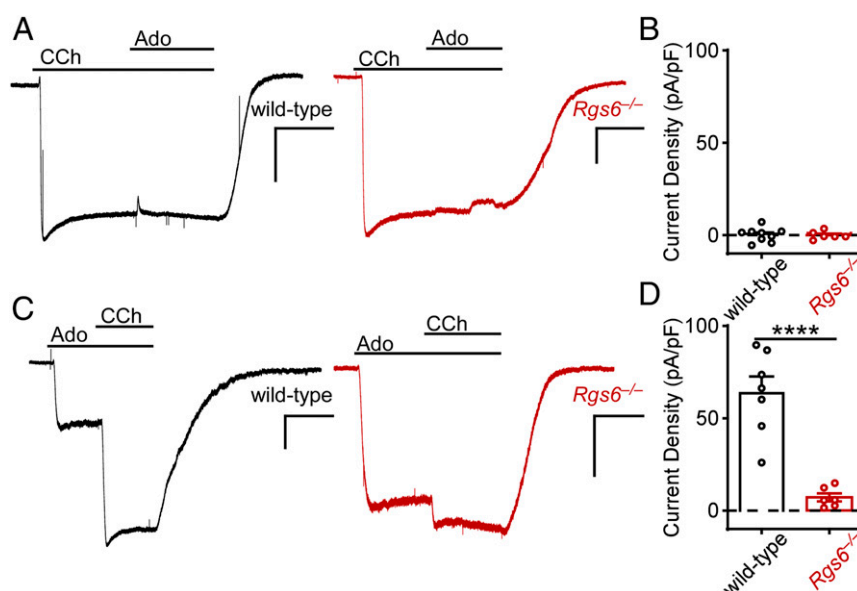 A
Ado
CCh
wild-type
Ado
CCh
Rgs6–/–
B
Current Density (pA/pF)
100
50
0
wild-type
Rgs6–/–
C
CCh
Ado
wild-type
CCh
Ado
Rgs6–/–
D
Current Density (pA/pF)
100
50
0
****
wild-type
Rgs6–/–